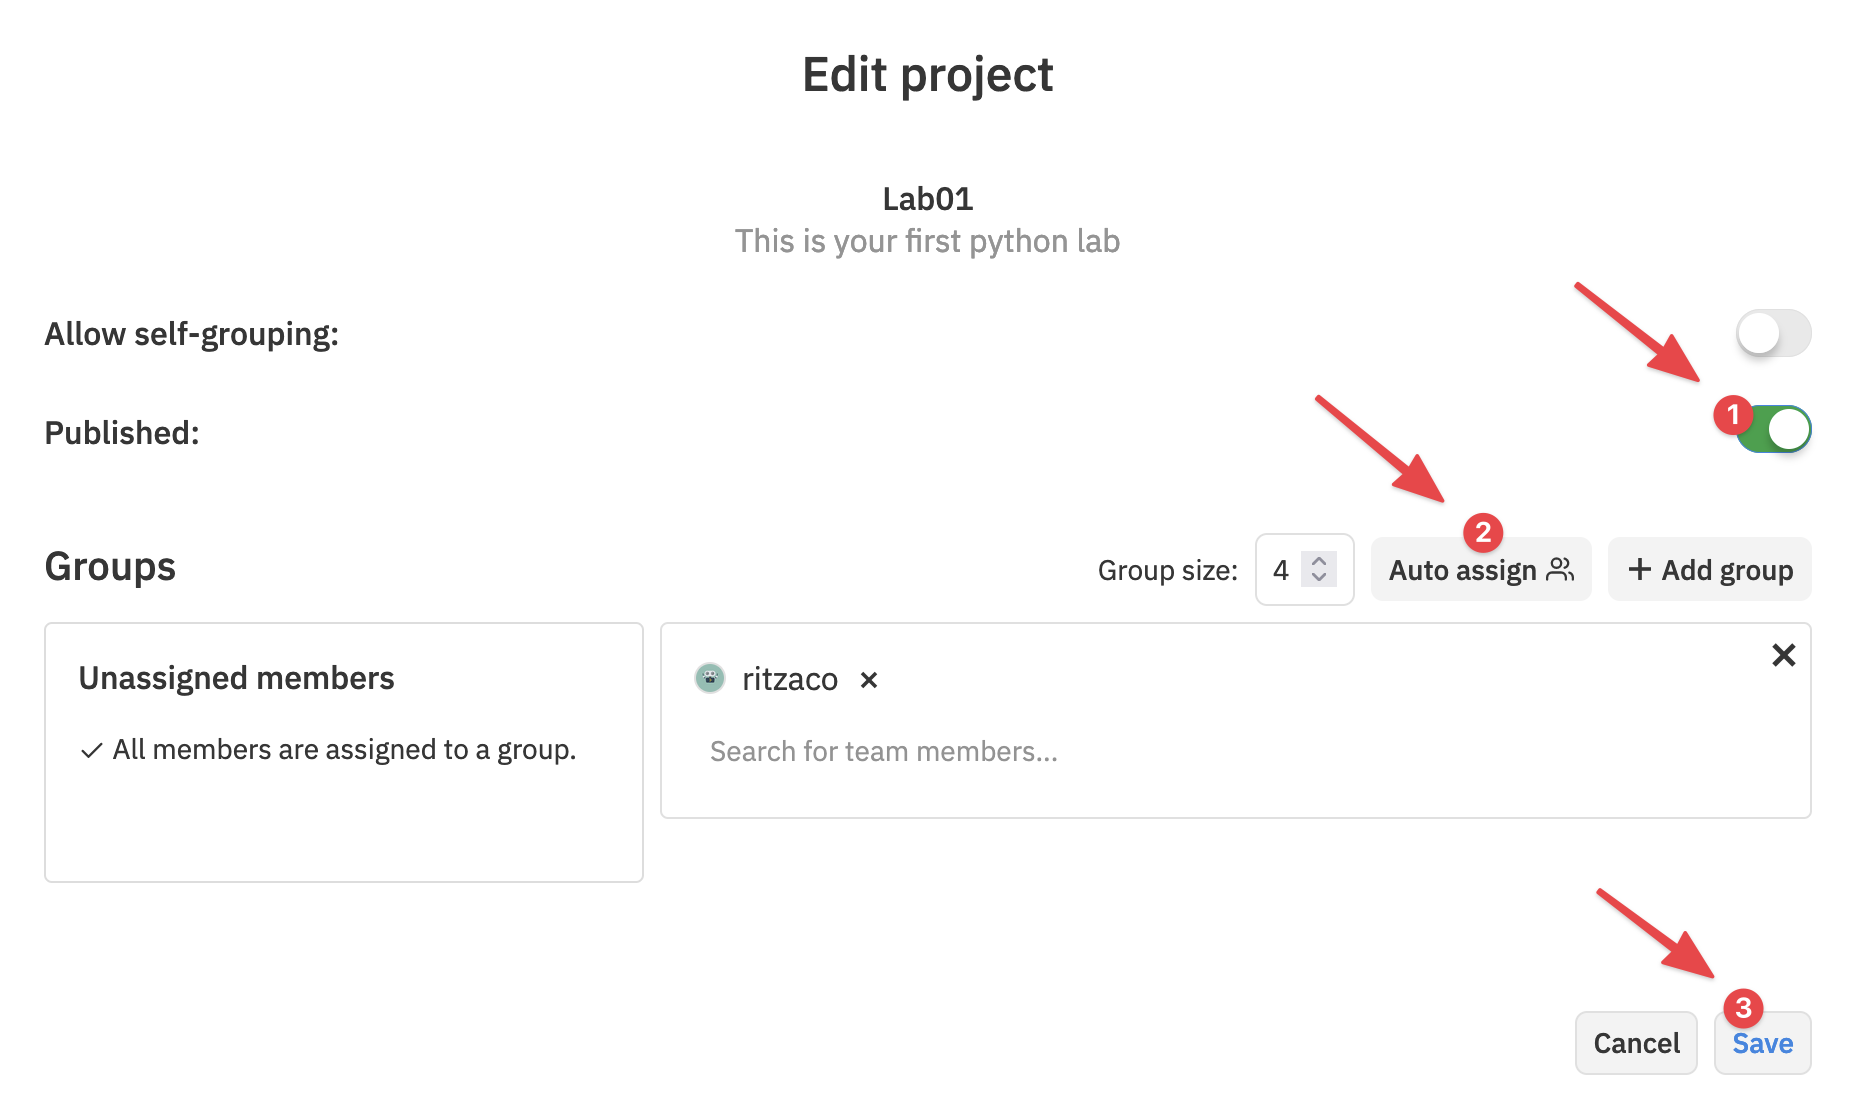 Edit project
Lab01
This is your first python lab
Allow self-grouping:
Published:
1
2
Groups
Group size: 4 Auto assign + Add group
Unassigned members
✓ All members are assigned to a group.
ritzaco ×
×
Search for team members...
3
Cancel Save